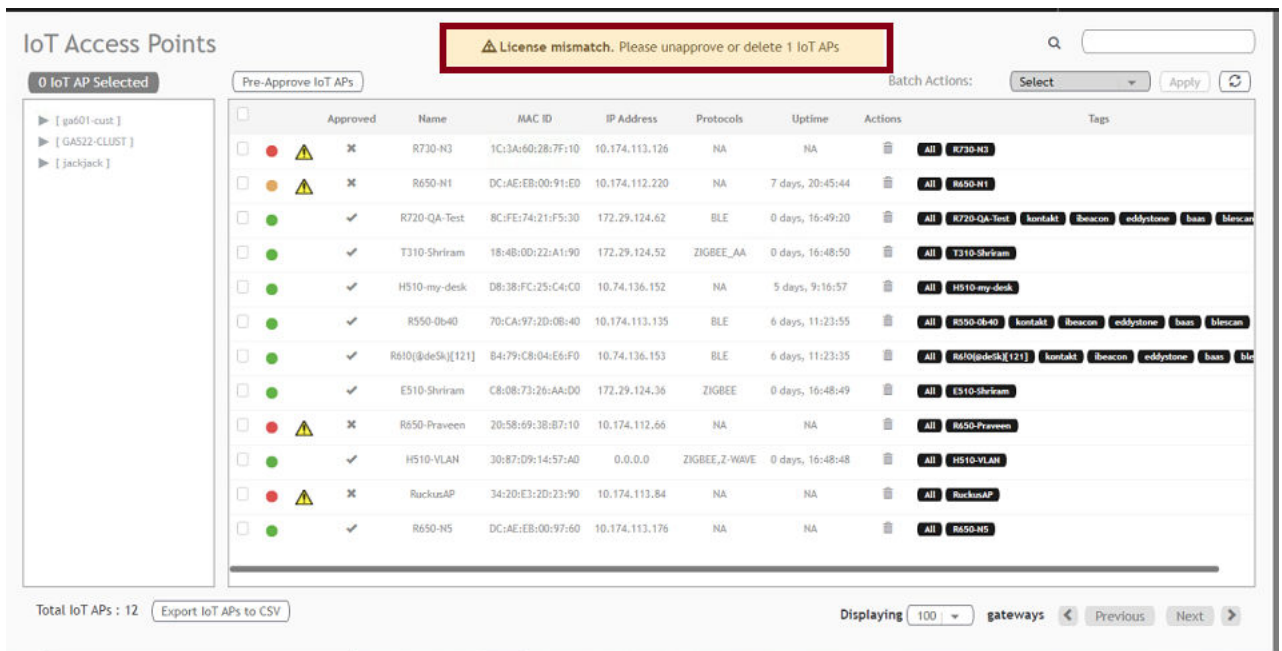 IoT Access Points
License mismatch. Please unapprove or delete 1 IoT APs
0 IoT AP Selected
Pre-Approve IoT APs
Batch Actions: Select Apply
[ ga601-cust ]
[ GA522-CLUST ]
[ jackjack ]
Approved Name MAC ID IP Address Protocols Uptime Actions Tags
R730-N3 1C:3A:60:28:7F:10 10.174.113.126 NA NA All R730-N3
R650-N1 DC:AE:EB:00:91:E0 10.174.112.220 NA 7 days, 20:45:44 All R650-N1
R720-QA-Test 8C:FE:74:21:F5:30 172.29.124.62 BLE 0 days, 16:49:20 All R720-QA-Test kontakt ibeacon eddystone baas blescan
T310-Shriram 18:4B:0D:22:A1:90 172.29.124.52 ZIGBEE_AA 0 days, 16:48:50 All T310-Shriram
H510-my-desk D8:38:FC:25:C4:C0 10.74.136.152 NA 5 days, 9:16:57 All H510-my-desk
R550-0b40 70:CA:97:2D:0B:40 10.174.113.135 BLE 6 days, 11:23:55 All R550-0b40 kontakt ibeacon eddystone baas blescan
R6!0(@deSk)[121] B4:79:C8:04:E6:F0 10.74.136.153 BLE 6 days, 11:23:35 All R6!0(@deSk)[121] kontakt ibeacon eddystone baas ble
E510-Shriram C8:08:73:26:AA:D0 172.29.124.36 ZIGBEE 0 days, 16:48:49 All E510-Shriram
R650-Praveen 20:58:69:3B:B7:10 10.174.112.66 NA NA All R650-Praveen
H510-VLAN 30:87:D9:14:57:A0 0.0.0.0 ZIGBEE,Z-WAVE 0 days, 16:48:48 All H510-VLAN
RuckusAP 34:20:E3:2D:23:90 10.174.113.84 NA NA All RuckusAP
R650-N5 DC:AE:EB:00:97:60 10.174.113.176 NA NA All R650-N5
Total IoT APs : 12 Export IoT APs to CSV
Displaying 100 gateways Previous Next